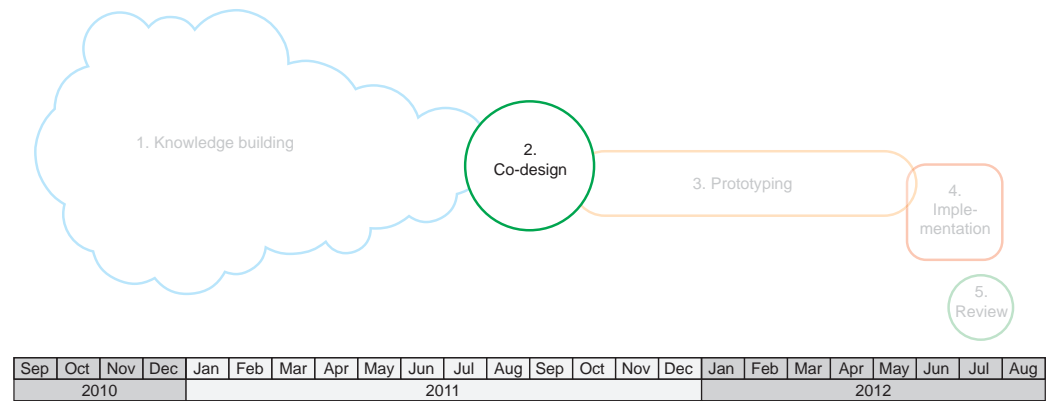 1. Knowledge building
2.
Co-design
3. Prototyping
4.
Imple-
mentation
5.
Review
Sep Oct Nov Dec Jan Feb Mar Apr May Jun Jul Aug Sep Oct Nov Dec Jan Feb Mar Apr May Jun Jul Aug
2010 2011 2012